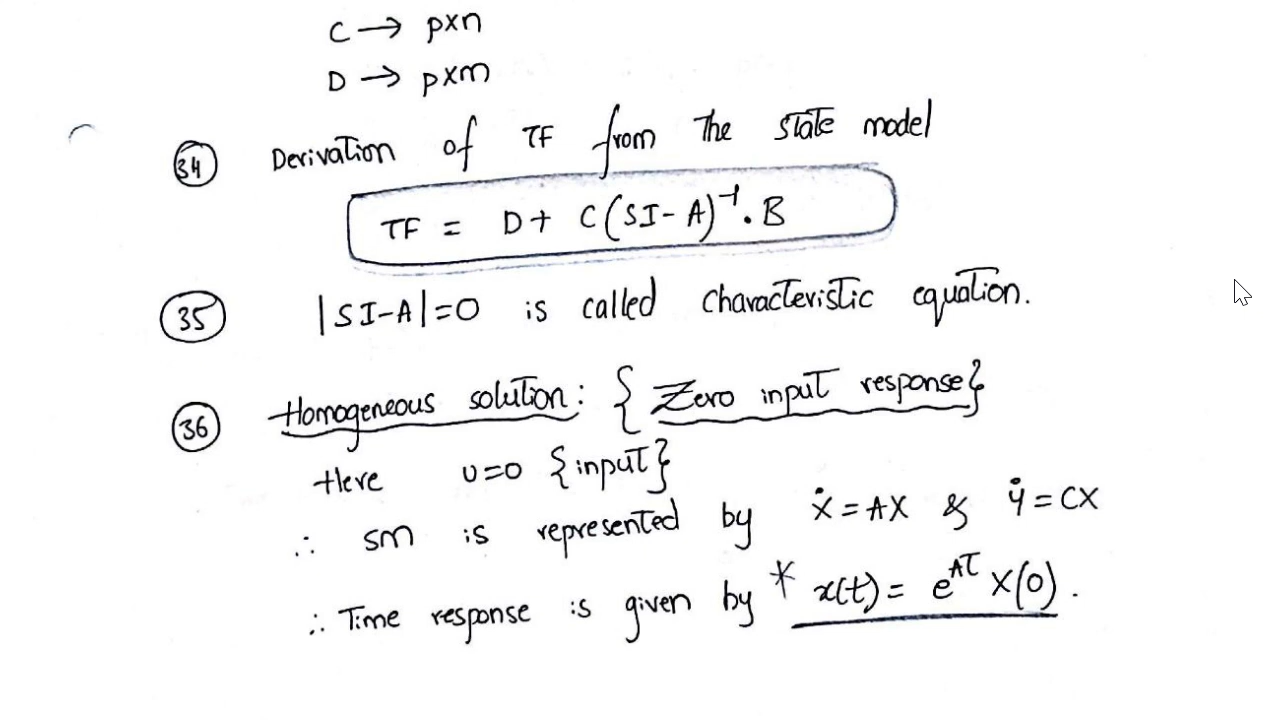 C → pxn
D → pxm
34 Derivation of TF from the state model
TF = D + C(SI-A)⁻¹. B
35 |SI-A|=0 is called characteristic equation.
36 Homogeneous solution: { Zero input response}
Here U=0 {input}
∴ SM is represented by Ẋ = AX & Ẏ = CX
∴ Time response is given by * x(t) = e^At X(0).